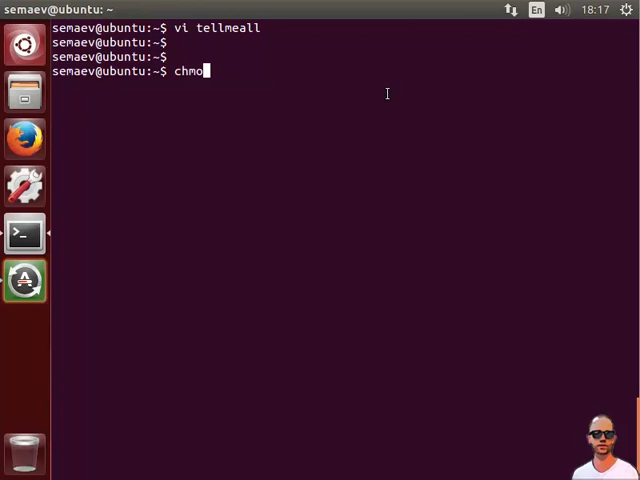 semaev@ubuntu: ~
En
18:17
semaev@ubuntu:~$ vi tellmeall
semaev@ubuntu:~$
semaev@ubuntu:~$
semaev@ubuntu:~$ chmo
>_
A